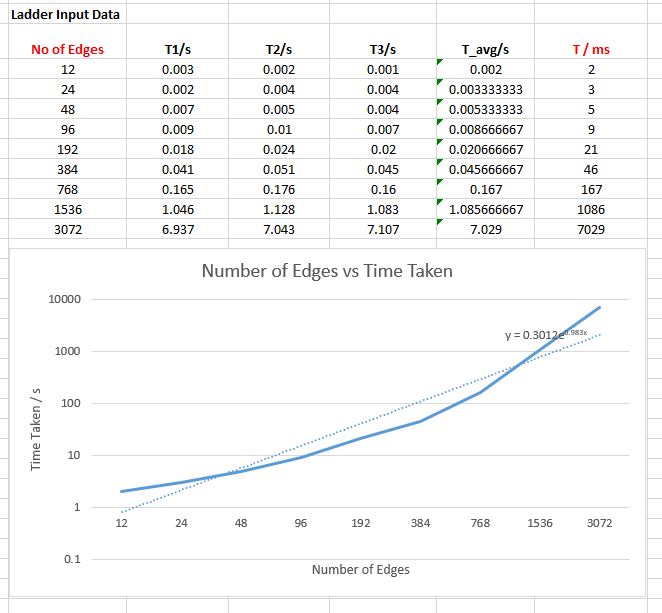 Ladder Input Data
No of Edges T1/s T2/s T3/s T_avg/s T / ms
12 0.003 0.002 0.001 0.002 2
24 0.002 0.004 0.004 0.003333333 3
48 0.007 0.005 0.004 0.005333333 5
96 0.009 0.01 0.007 0.008666667 9
192 0.018 0.024 0.02 0.020666667 21
384 0.041 0.051 0.045 0.045666667 46
768 0.165 0.176 0.16 0.167 167
1536 1.046 1.128 1.083 1.085666667 1086
3072 6.937 7.043 7.107 7.029 7029
Number of Edges vs Time Taken
10000
y = 0.3012e^0.983x
1000
100
10
1
0.1
Time Taken / s
12 24 48 96 192 384 768 1536 3072
Number of Edges